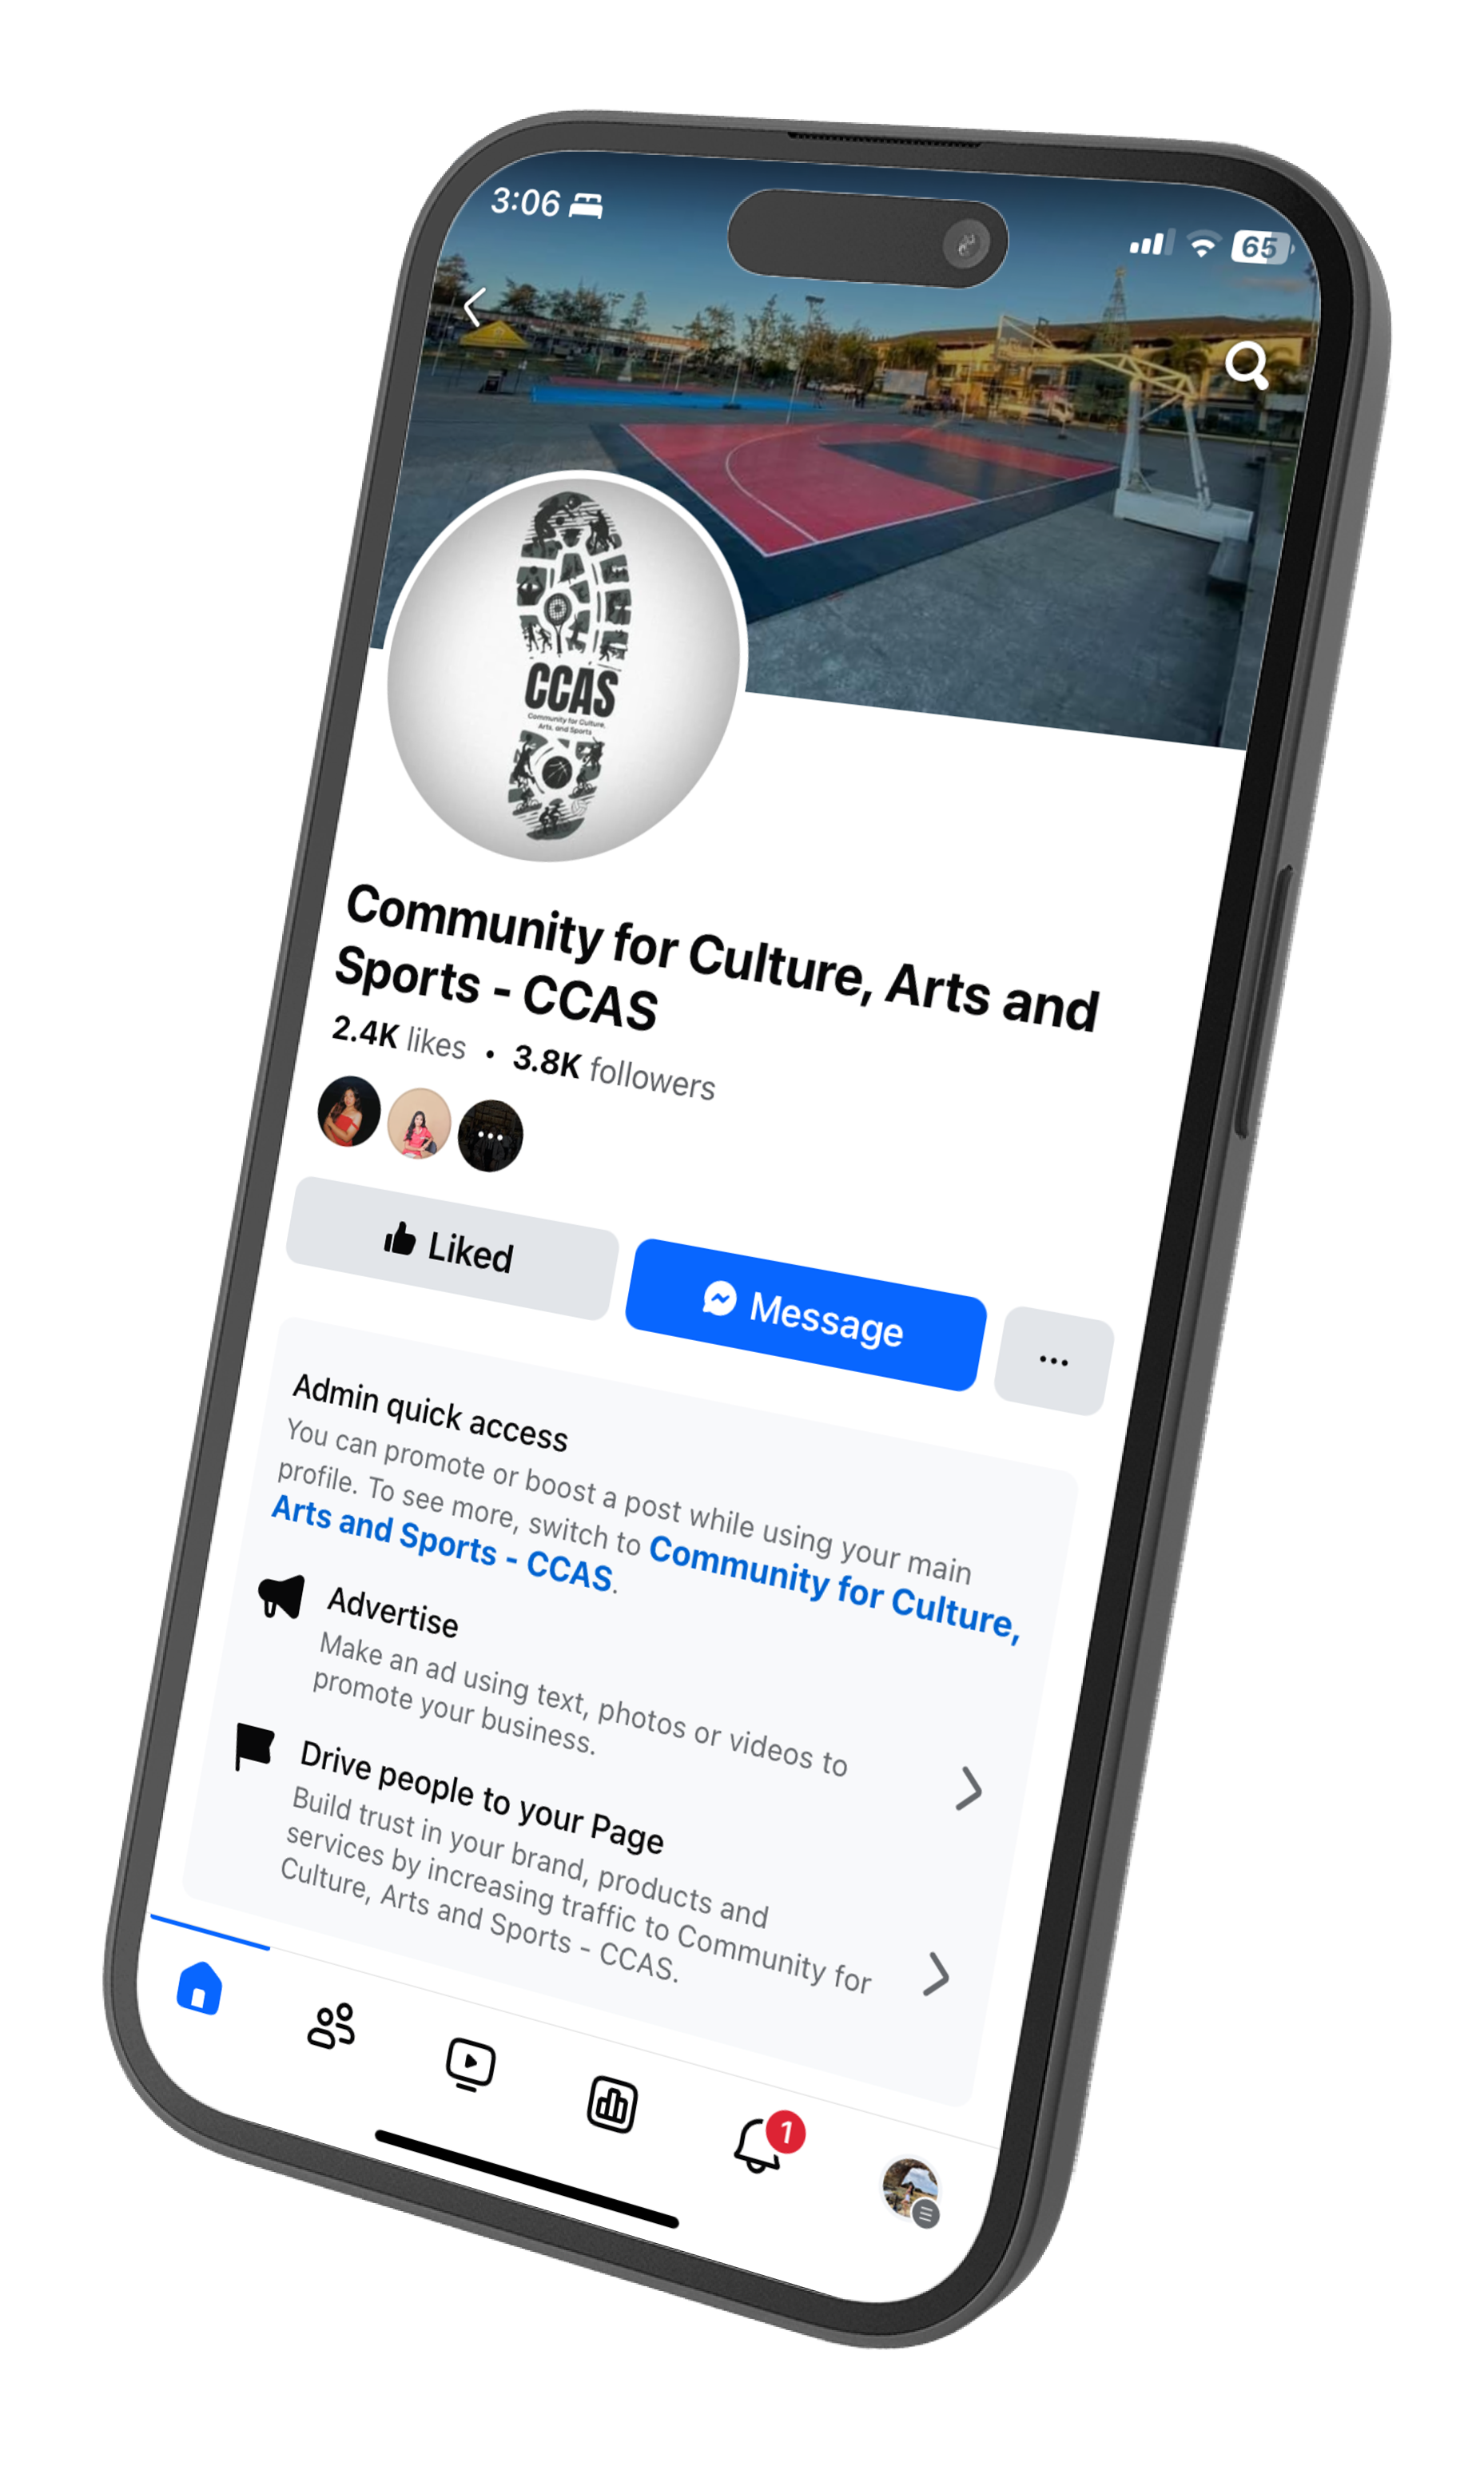 3:06
65
CCAS
Community for Culture,
Arts, and Sports
Community for Culture, Arts and
Sports - CCAS
2.4K likes • 3.8K followers
Liked
Message
Admin quick access
You can promote or boost a post while using your main
profile. To see more, switch to Community for Culture,
Arts and Sports - CCAS.
Advertise
Make an ad using text, photos or videos to
promote your business.
Drive people to your Page
Build trust in your brand, products and
services by increasing traffic to Community for
Culture, Arts and Sports - CCAS.
1